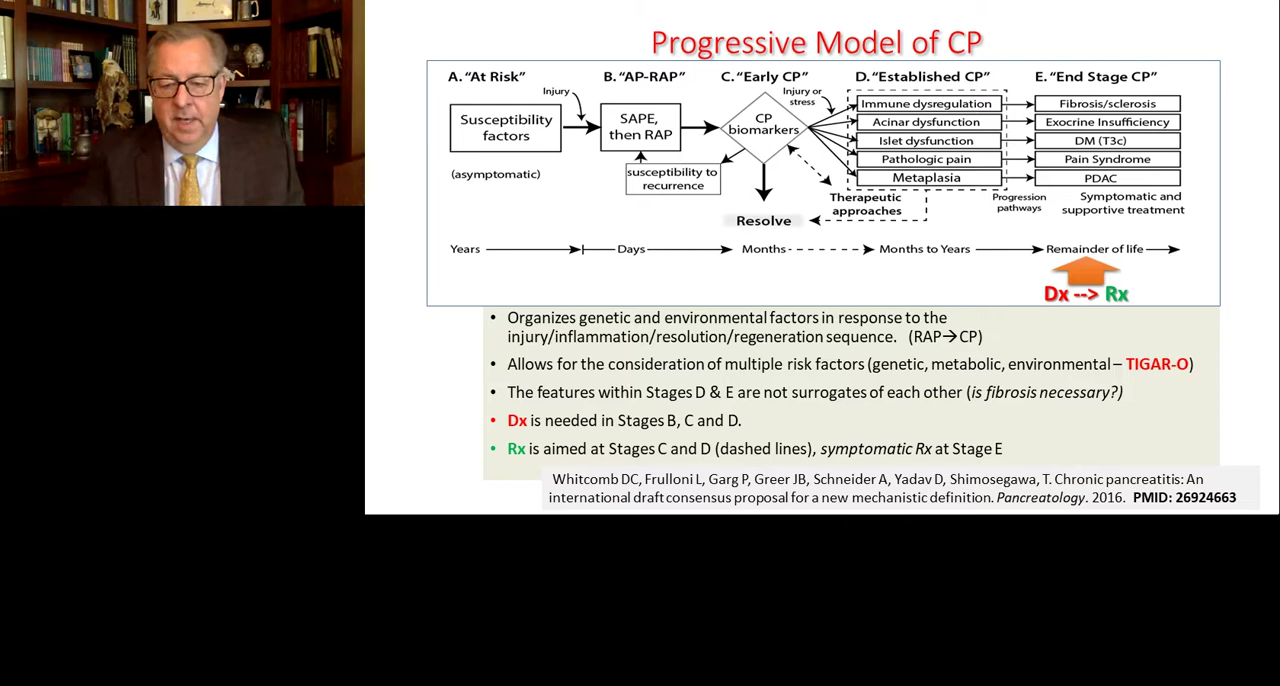 Progressive Model of CP
A. “At Risk”
B. “AP-RAP”
C. “Early CP”
D. “Established CP”
E. “End Stage CP”
Injury
Injury or
stress
Susceptibility
factors
SAPE,
then RAP
CP
biomarkers
Immune dysregulation
Acinar dysfunction
Islet dysfunction
Pathologic pain
Metaplasia
Fibrosis/sclerosis
Exocrine Insufficiency
DM (T3c)
Pain Syndrome
PDAC
(asymptomatic)
susceptibility to
recurrence
Resolve
Therapeutic
approaches
Progression
pathways
Symptomatic and
supportive treatment
Years
Days
Months
Months to Years
Remainder of life
Dx --> Rx
• Organizes genetic and environmental factors in response to the
injury/inflammation/resolution/regeneration sequence. (RAP→CP)
• Allows for the consideration of multiple risk factors (genetic, metabolic, environmental – TIGAR-O)
• The features within Stages D & E are not surrogates of each other (is fibrosis necessary?)
• Dx is needed in Stages B, C and D.
• Rx is aimed at Stages C and D (dashed lines), symptomatic Rx at Stage E
Whitcomb DC, Frulloni L, Garg P, Greer JB, Schneider A, Yadav D, Shimosegawa, T. Chronic pancreatitis: An
international draft consensus proposal for a new mechanistic definition. Pancreatology. 2016. PMID: 26924663